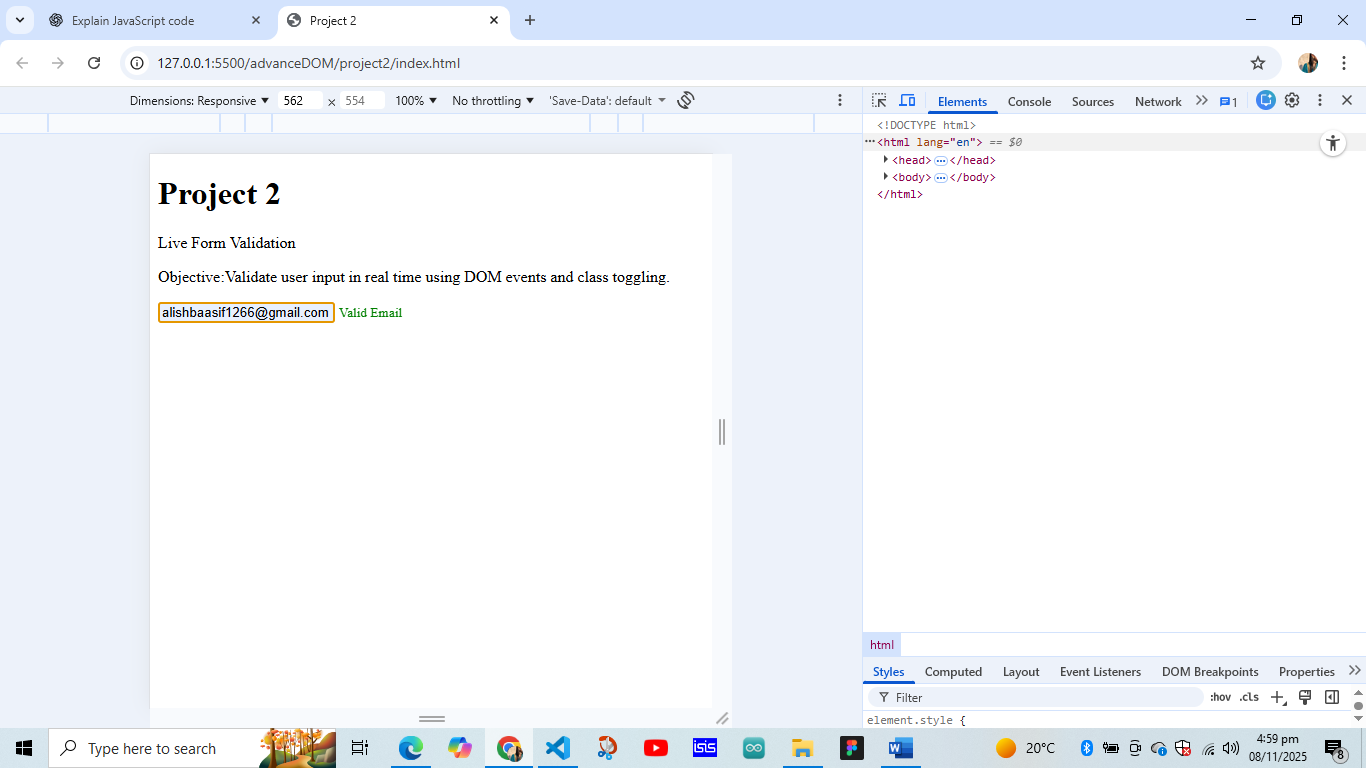 Explain JavaScript code
Project 2
127.0.0.1:5500/advanceDOM/project2/index.html
Dimensions: Responsive 562 × 554 100% No throttling 'Save-Data': default
Elements Console Sources Network 1
<!DOCTYPE html>
<html lang="en"> == $0
<head> </head>
<body> </body>
</html>
Project 2
Live Form Validation
Objective:Validate user input in real time using DOM events and class toggling.
alishbaasif1266@gmail.com Valid Email
html
Styles Computed Layout Event Listeners DOM Breakpoints Properties
Filter :hov .cls
element.style {
Type here to search
isis
20°C
4:59 pm
08/11/2025
8